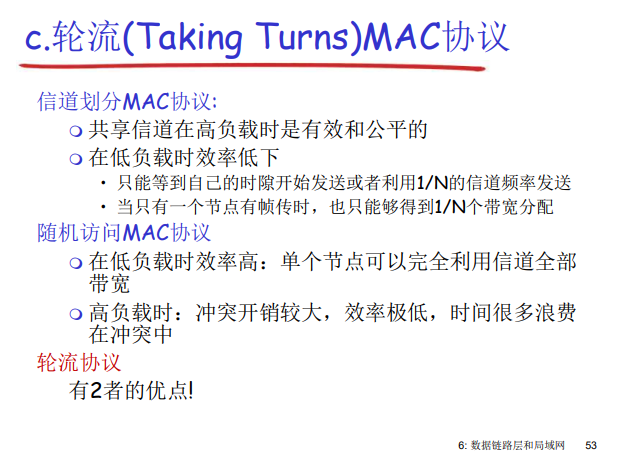 c.轮流(Taking Turns)MAC协议
信道划分MAC协议:
共享信道在高负载时是有效和公平的
在低负载时效率低下
• 只能等到自己的时隙开始发送或者利用1/N的信道频率发送
• 当只有一个节点有帧传时，也只能够得到1/N个带宽分配
随机访问MAC协议
在低负载时效率高：单个节点可以完全利用信道全部
带宽
高负载时：冲突开销较大，效率极低，时间很多浪费
在冲突中
轮流协议
有2者的优点!
6: 数据链路层和局域网 53